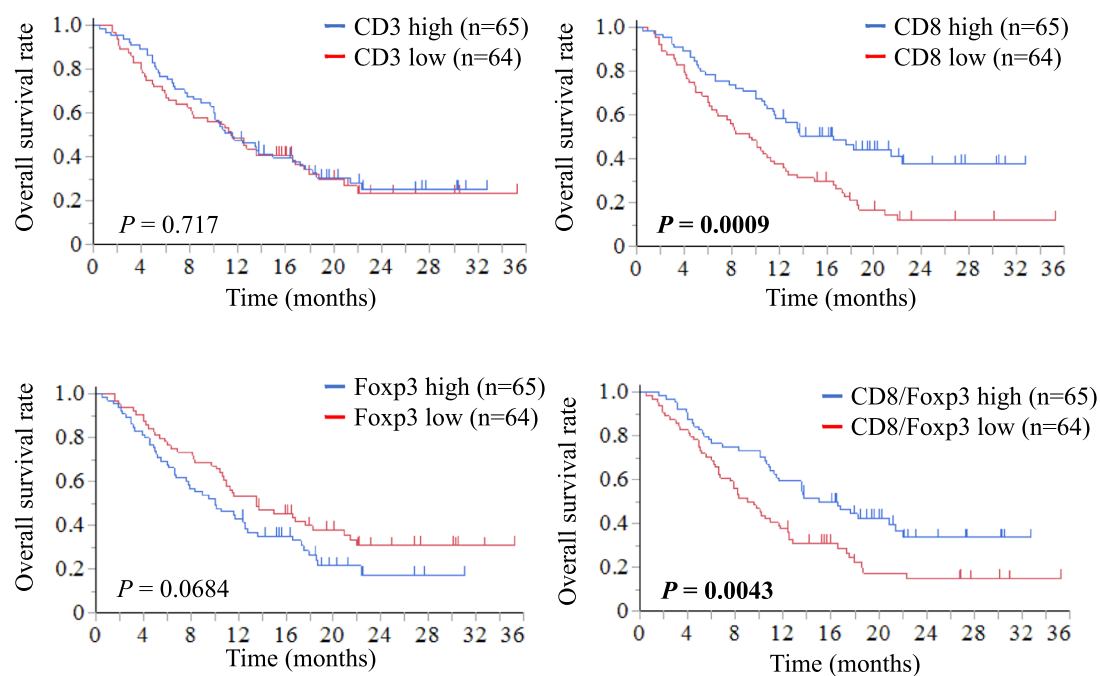 Overall survival rate
1.0
0.8
0.6
0.4
0.2
0
CD3 high (n=65)
CD3 low (n=64)
P = 0.717
0 4 8 12 16 20 24 28 32 36
Time (months)
Overall survival rate
1.0
0.8
0.6
0.4
0.2
0
CD8 high (n=65)
CD8 low (n=64)
P = 0.0009
0 4 8 12 16 20 24 28 32 36
Time (months)
Overall survival rate
1.0
0.8
0.6
0.4
0.2
0
Foxp3 high (n=65)
Foxp3 low (n=64)
P = 0.0684
0 4 8 12 16 20 24 28 32 36
Time (months)
Overall survival rate
1.0
0.8
0.6
0.4
0.2
0
CD8/Foxp3 high (n=65)
CD8/Foxp3 low (n=64)
P = 0.0043
0 4 8 12 16 20 24 28 32 36
Time (months)